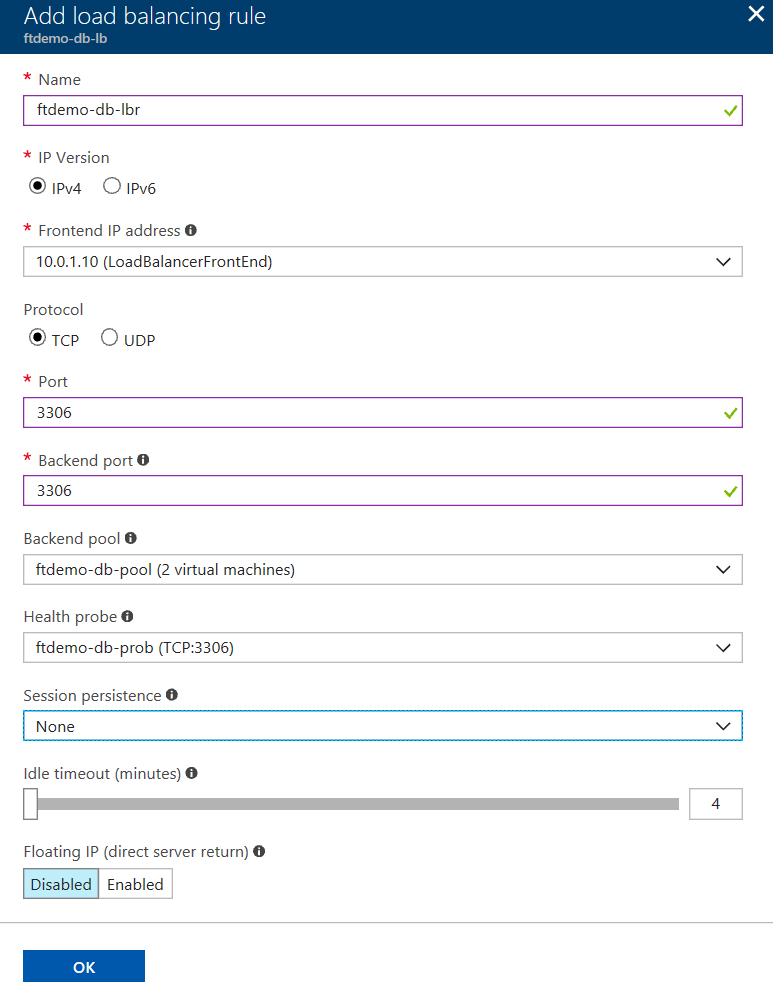 Add load balancing rule
ftdemo-db-lb
* Name
ftdemo-db-lbr
* IP Version
IPv4 IPv6
* Frontend IP address
10.0.1.10 (LoadBalancerFrontEnd)
Protocol
TCP UDP
* Port
3306
* Backend port
3306
Backend pool
ftdemo-db-pool (2 virtual machines)
Health probe
ftdemo-db-prob (TCP:3306)
Session persistence
None
Idle timeout (minutes)
4
Floating IP (direct server return)
Disabled Enabled
OK